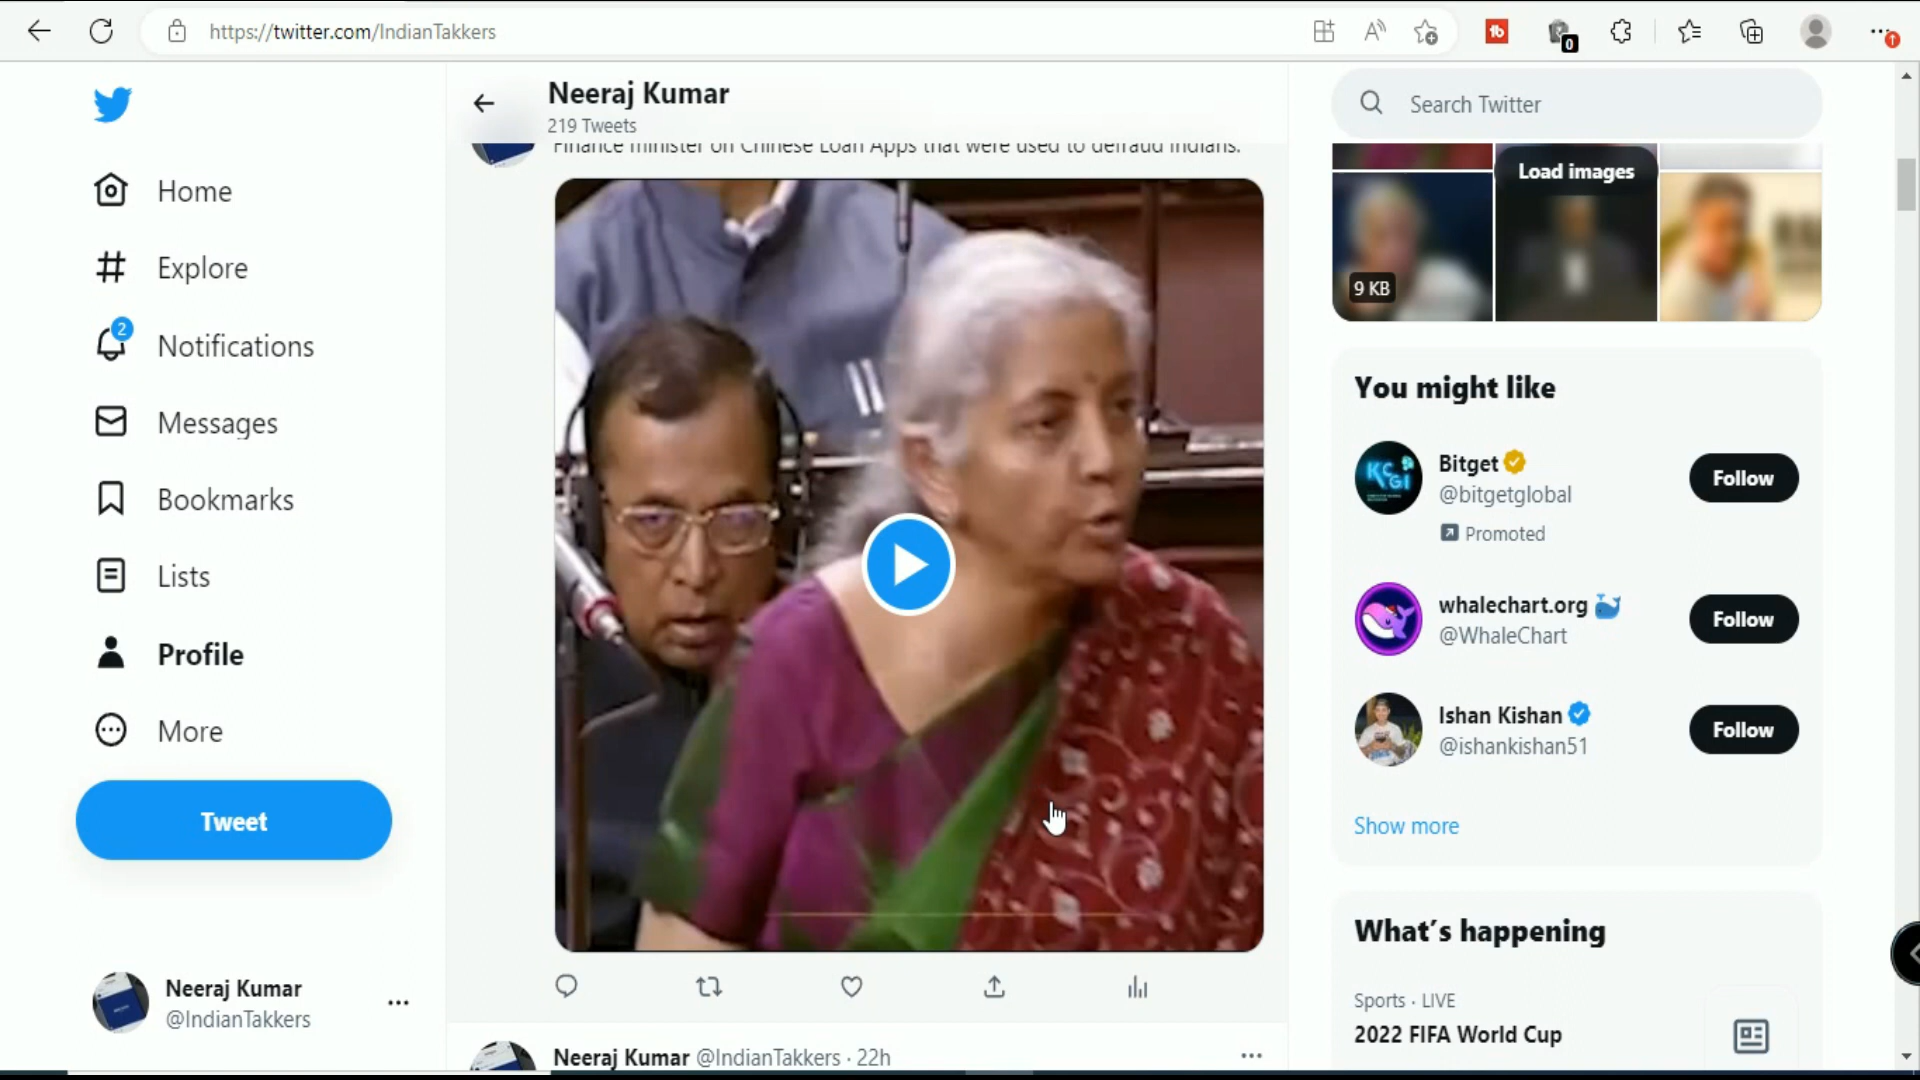 https://twitter.com/IndianTakkers
0
Neeraj Kumar
219 Tweets
Finance minister on Chinese Loan Apps that were used to defraud Indians.
Home
Explore
2
Notifications
Messages
Bookmarks
Lists
Profile
More
Tweet
Neeraj Kumar
@IndianTakkers
Neeraj Kumar @IndianTakkers · 22h
Search Twitter
Load images
9 KB
You might like
Bitget
@bitgetglobal
Promoted
Follow
whalechart.org
@WhaleChart
Follow
Ishan Kishan
@ishankishan51
Follow
Show more
What's happening
Sports · LIVE
2022 FIFA World Cup